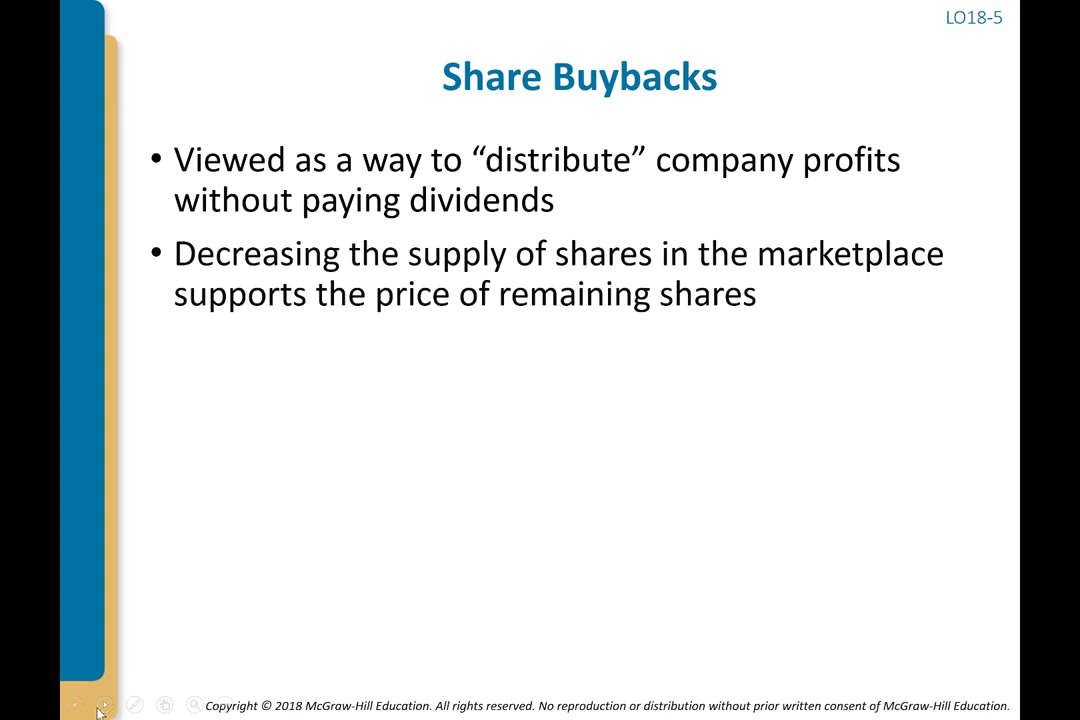 LO18-5
Share Buybacks
• Viewed as a way to “distribute” company profits
without paying dividends
• Decreasing the supply of shares in the marketplace
supports the price of remaining shares
Copyright © 2018 McGraw-Hill Education. All rights reserved. No reproduction or distribution without prior written consent of McGraw-Hill Education.